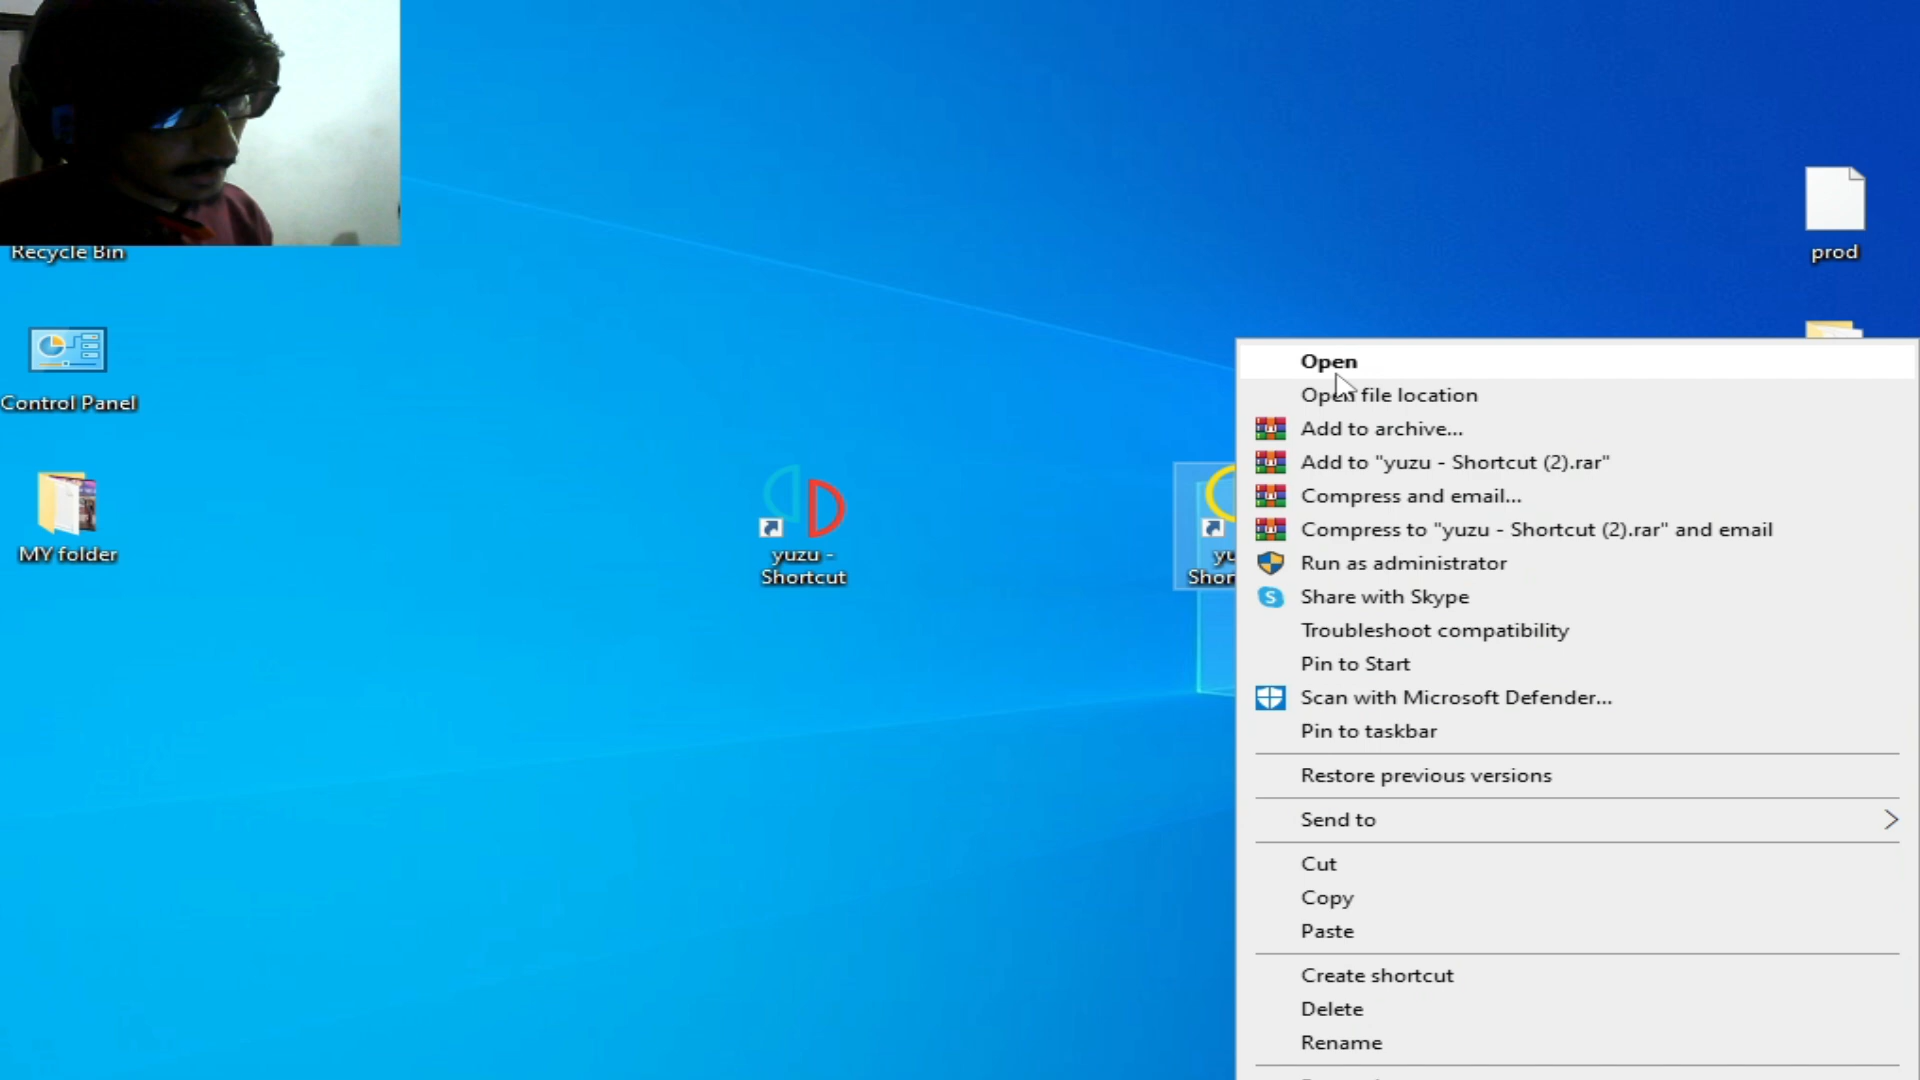 Recycle Bin
Control Panel
MY folder
yuzu -
Shortcut
yu
Shor
prod
Open
Open file location
Add to archive...
Add to "yuzu - Shortcut (2).rar"
Compress and email...
Compress to "yuzu - Shortcut (2).rar" and email
Run as administrator
Share with Skype
Troubleshoot compatibility
Pin to Start
Scan with Microsoft Defender...
Pin to taskbar
Restore previous versions
Send to
Cut
Copy
Paste
Create shortcut
Delete
Rename